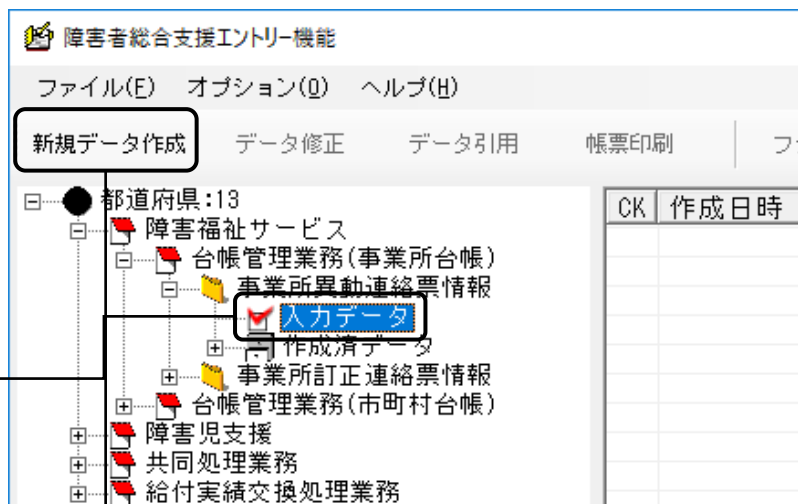 障害者総合支援エントリー機能
ファイル(F) オプション(O) ヘルプ(H)
新規データ作成 データ修正 データ引用 帳票印刷
都道府県:13
CK 作成日時
障害福祉サービス
台帳管理業務(事業所台帳)
事業所異動連絡票情報
入力データ
作成済データ
事業所訂正連絡票情報
台帳管理業務(市町村台帳)
障害児支援
共同処理業務
給付実績交換処理業務